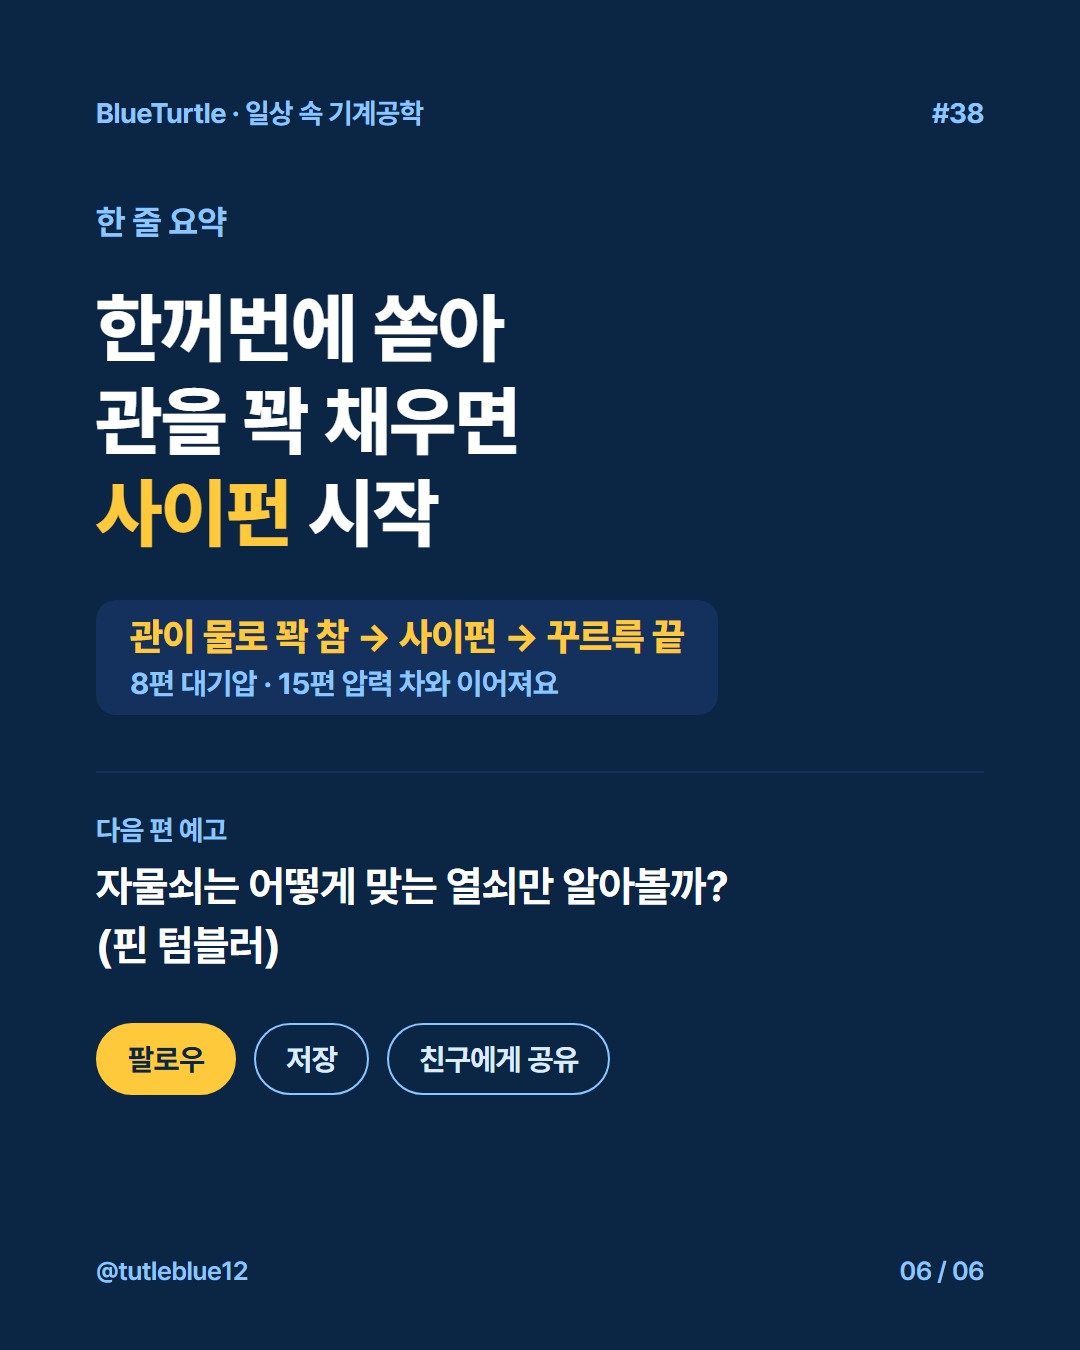 BlueTurtle · 일상 속 기계공학
#38
한 줄 요약
한꺼번에 쏟아
관을 꽉 채우면
사이펀 시작
관이 물로 꽉 참 → 사이펀 → 꾸르륵 끝
8편 대기압 · 15편 압력 차와 이어져요
다음 편 예고
자물쇠는 어떻게 맞는 열쇠만 알아볼까?
(핀 텀블러)
팔로우
저장
친구에게 공유
@tutleblue12
06 / 06